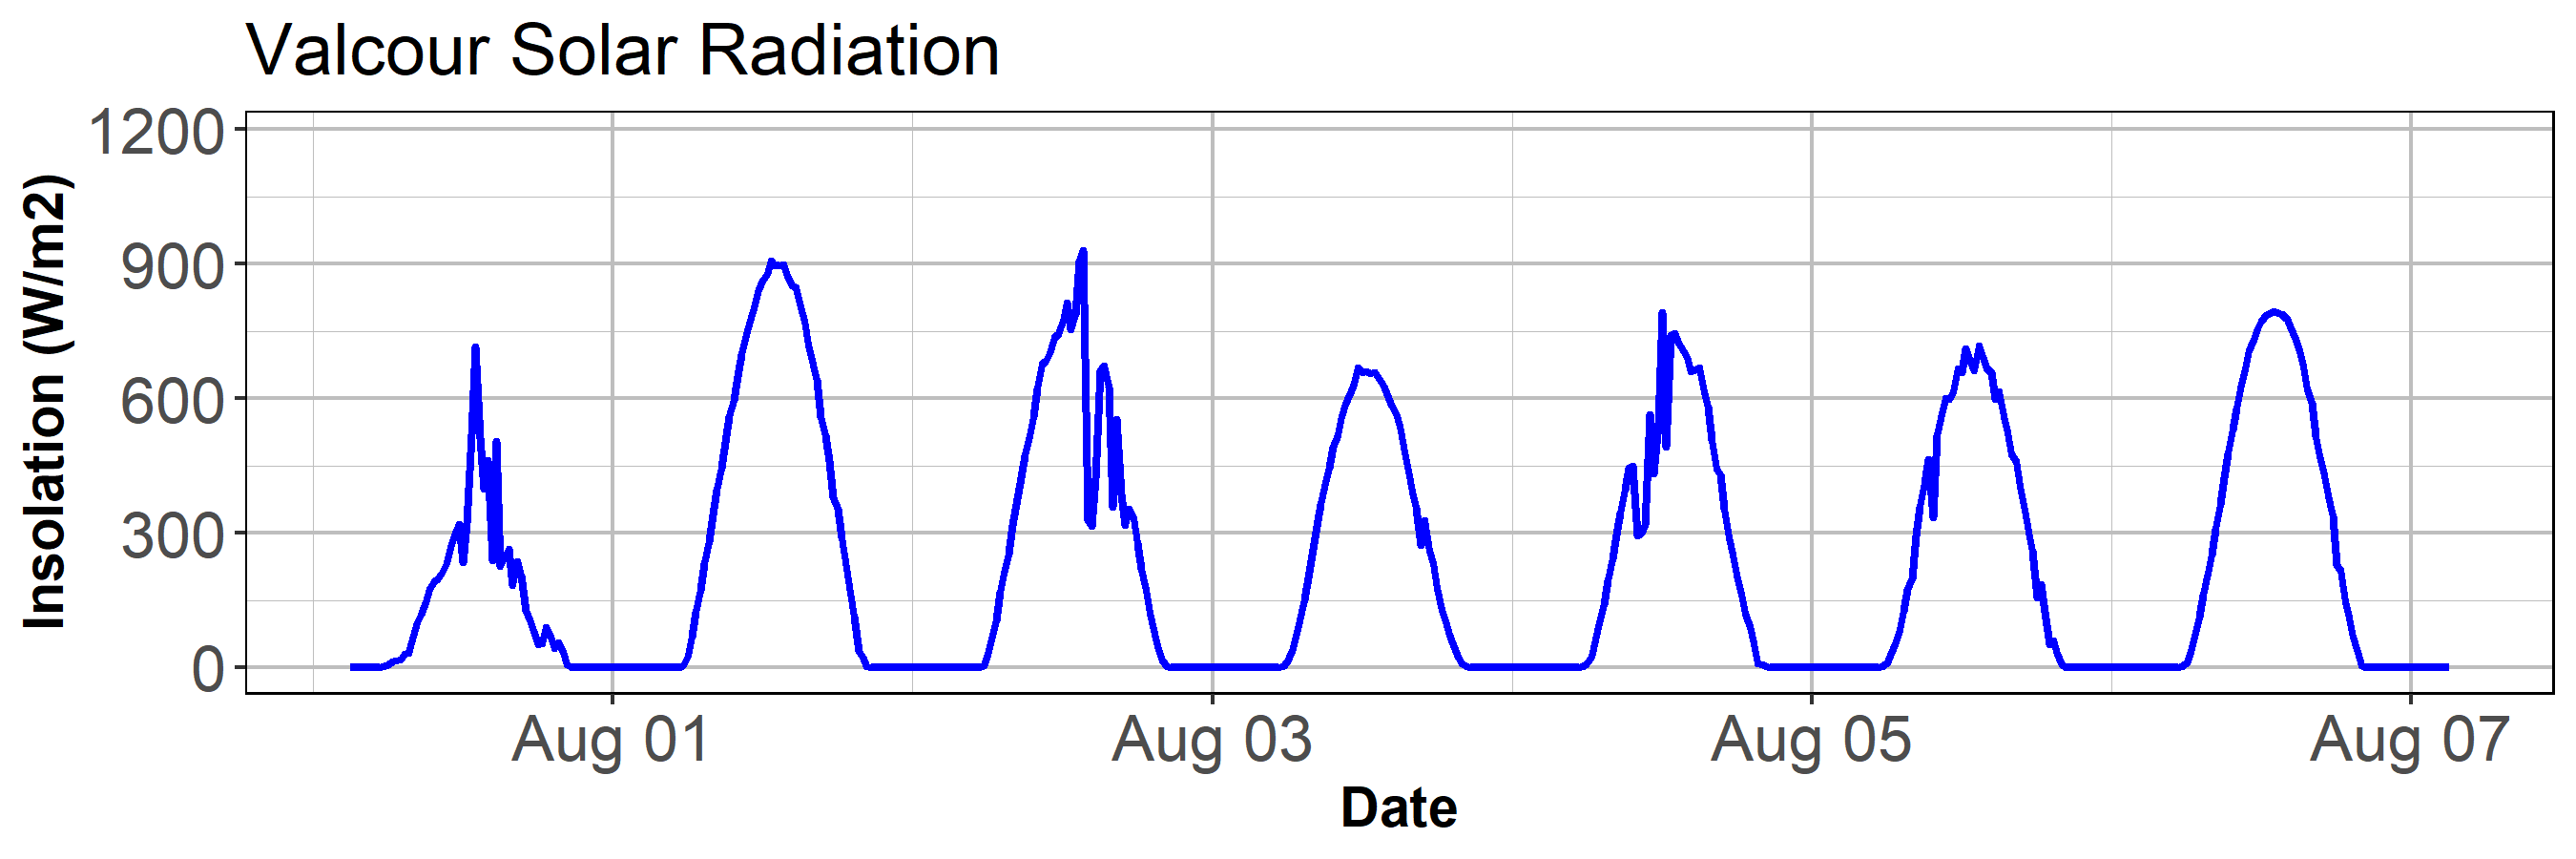 Valcour Solar Radiation
1200
900
600
300
0
Insolation (W/m2)
Aug 01 Aug 03 Aug 05 Aug 07
Date